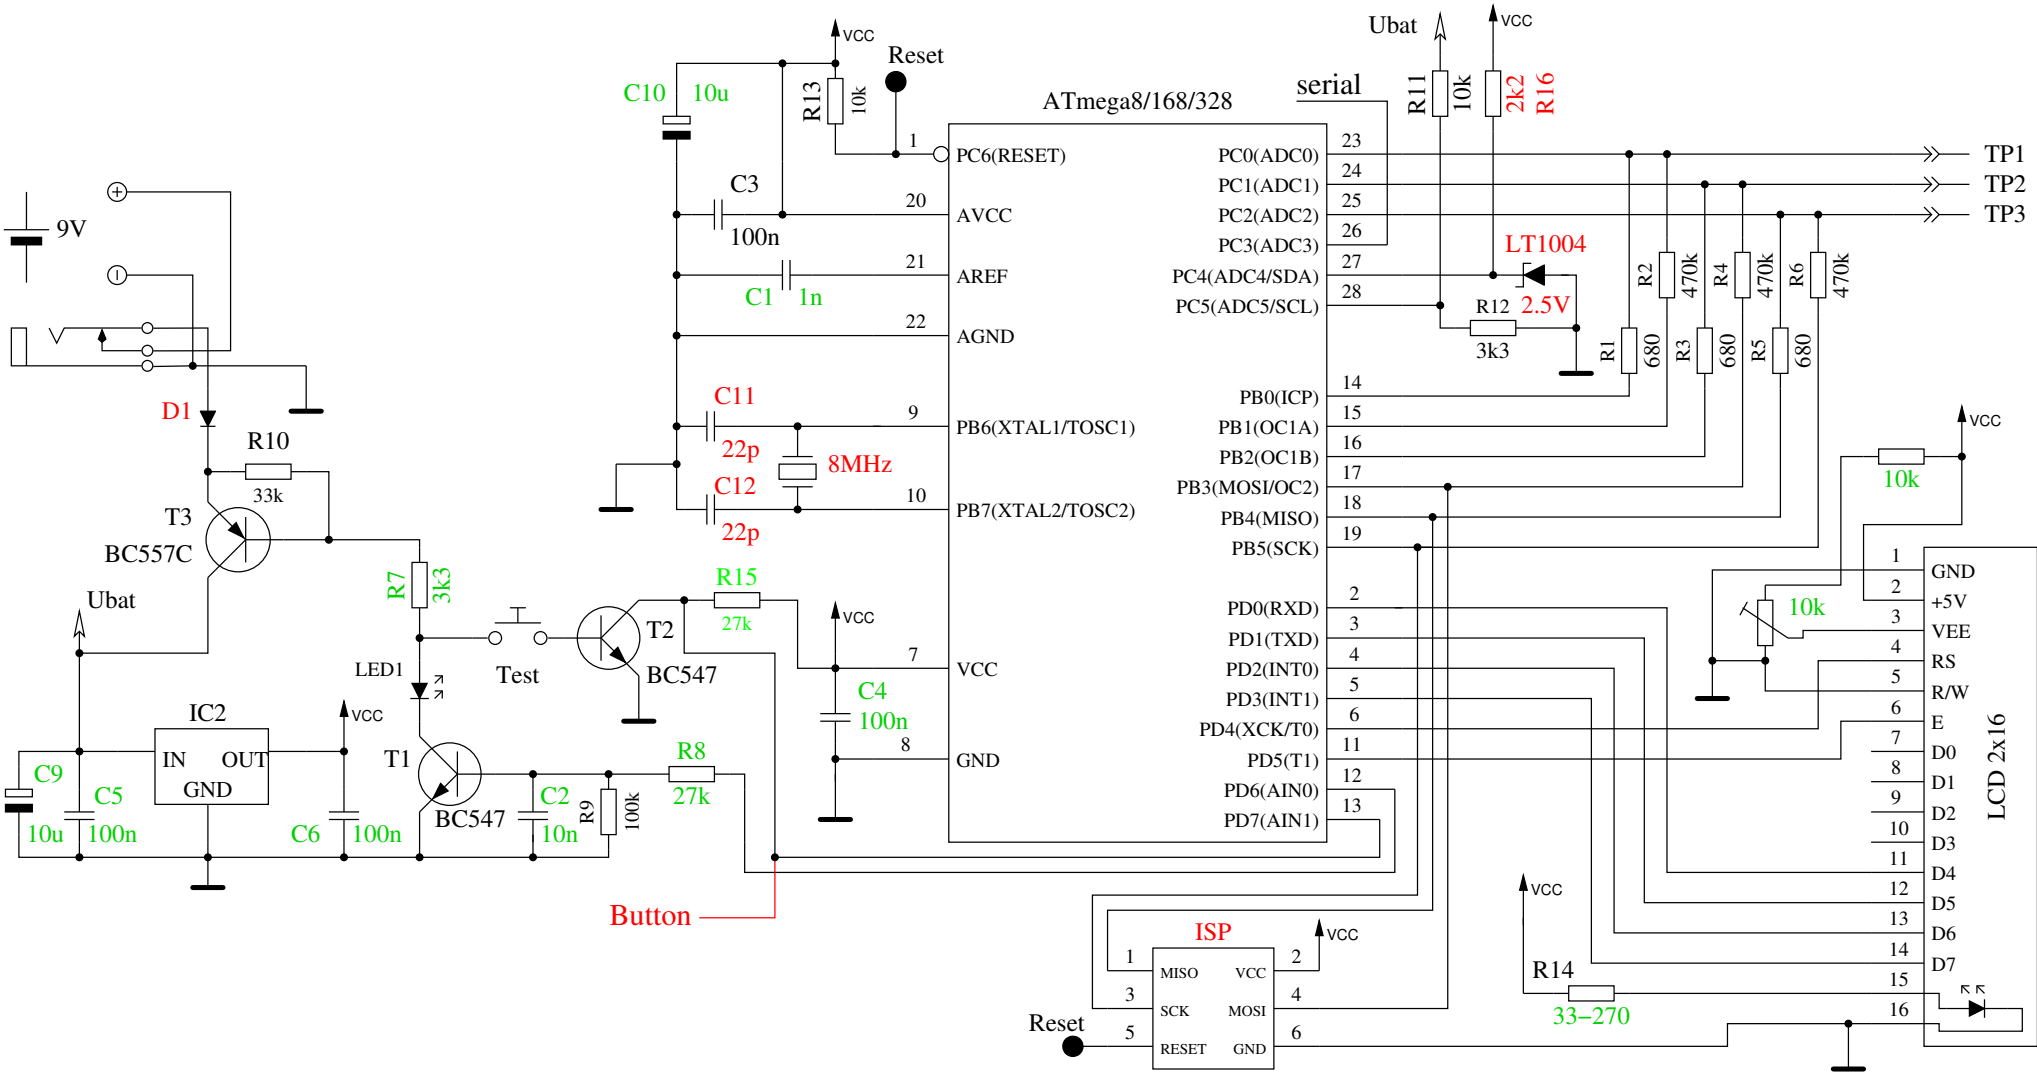 VCC
Reset
C10
10u
R13
10k
ATmega8/168/328
serial
Ubat
VCC
R11
10k
2k2
R16
1
PC6(RESET)
C3
100n
20
AVCC
C1
1n
21
AREF
22
AGND
C11
22p
9
PB6(XTAL1/TOSC1)
8MHz
C12
22p
10
PB7(XTAL2/TOSC2)
7
VCC
8
GND
PC0(ADC0)
23
PC1(ADC1)
24
PC2(ADC2)
25
PC3(ADC3)
26
PC4(ADC4/SDA)
27
PC5(ADC5/SCL)
28
PB0(ICP)
14
PB1(OC1A)
15
PB2(OC1B)
16
PB3(MOSI/OC2)
17
PB4(MISO)
18
PB5(SCK)
19
PD0(RXD)
2
PD1(TXD)
3
PD2(INT0)
4
PD3(INT1)
5
PD4(XCK/T0)
6
PD5(T1)
11
PD6(AIN0)
12
PD7(AIN1)
13
TP1
TP2
TP3
LT1004
2.5V
R12
3k3
R1
680
R2
470k
R3
680
R4
470k
R5
680
R6
470k
+
9V
D1
R10
33k
T3
BC557C
Ubat
R7
3k3
LED1
Test
T2
BC547
R15
27k
VCC
C4
100n
IC2
IN
OUT
GND
VCC
C9
10u
C5
100n
C6
100n
T1
BC547
C2
10n
R9
100k
R8
27k
Button
ISP
VCC
1
MISO
VCC
2
3
SCK
MOSI
4
5
RESET
GND
6
Reset
VCC
10k
10k
1
GND
2
+5V
3
VEE
4
RS
5
R/W
6
E
7
D0
8
D1
9
D2
10
D3
11
D4
12
D5
13
D6
14
D7
15
16
LCD 2x16
VCC
R14
33−270